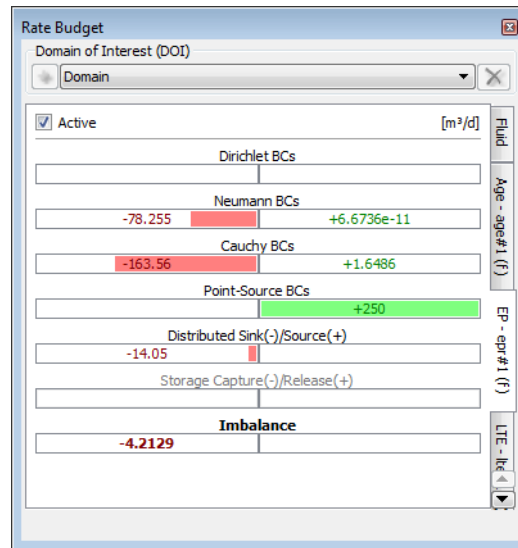 Rate Budget
Domain of Interest (DOI)
Domain
Active [m³/d]
Dirichlet BCs
Neumann BCs
-78.255 +6.6736e-11
Cauchy BCs
-163.56 +1.6486
Point-Source BCs
+250
Distributed Sink(-)/Source(+)
-14.05
Storage Capture(-)/Release(+)
Imbalance
-4.2129
Fluid
Age - age#1 (f)
EP - epr#1 (f)
LTE - lte